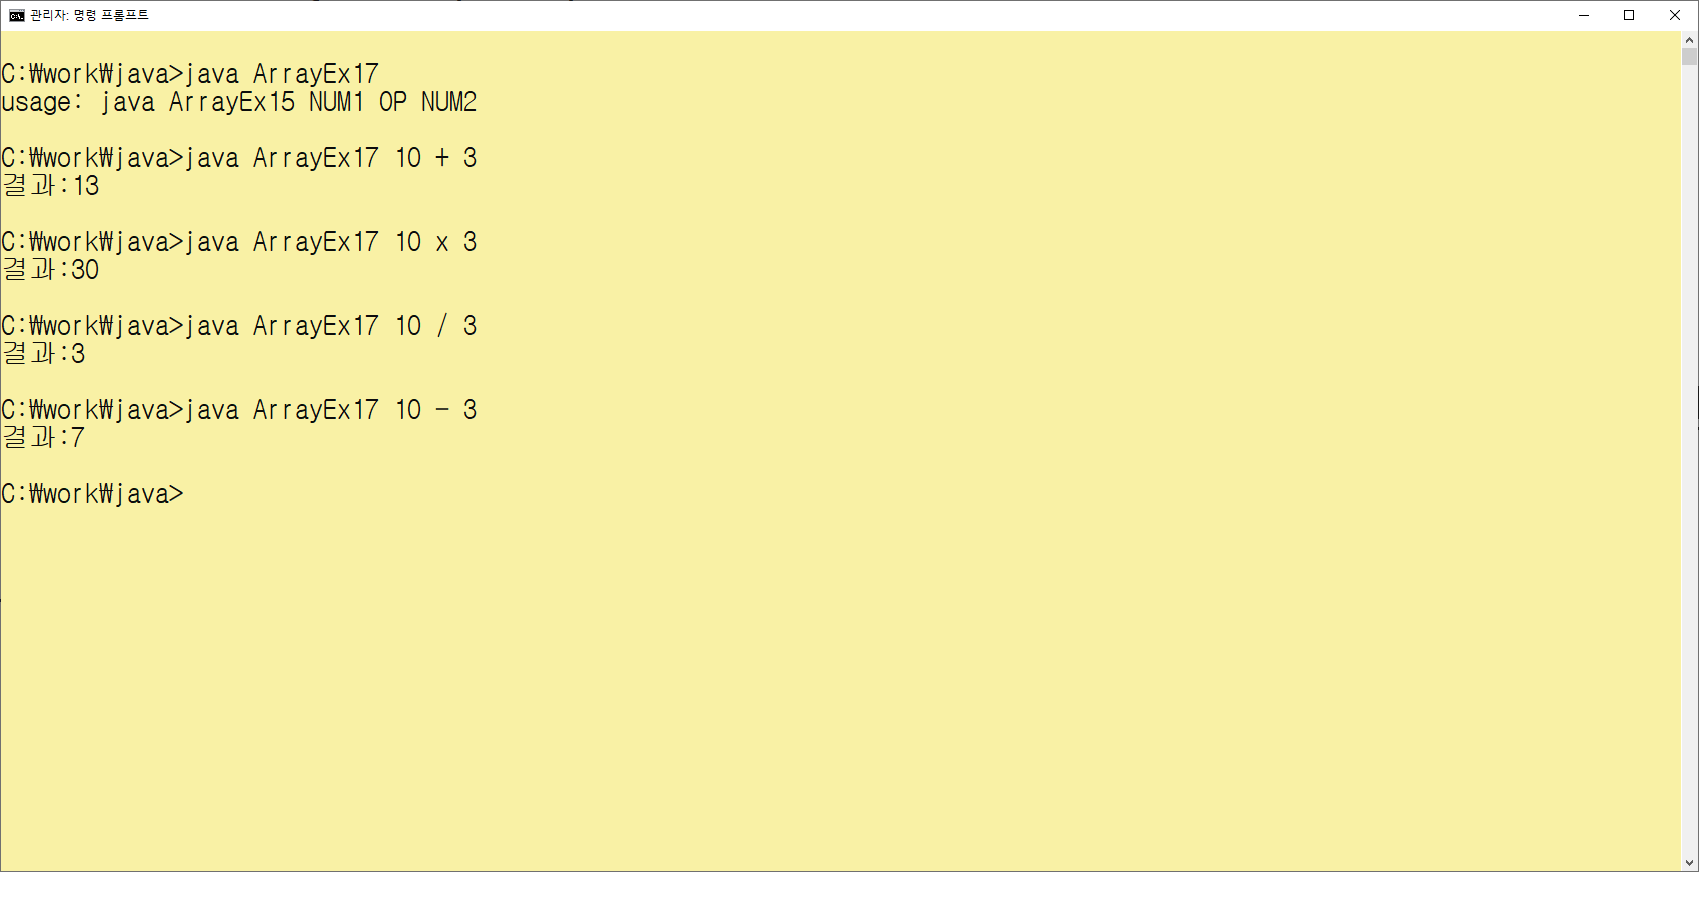 관리자: 명령 프롬프트
C:₩work₩java>java ArrayEx17
usage: java ArrayEx15 NUM1 OP NUM2
C:₩work₩java>java ArrayEx17 10 + 3
결과:13
C:₩work₩java>java ArrayEx17 10 x 3
결과:30
C:₩work₩java>java ArrayEx17 10 / 3
결과:3
C:₩work₩java>java ArrayEx17 10 - 3
결과:7
C:₩work₩java>